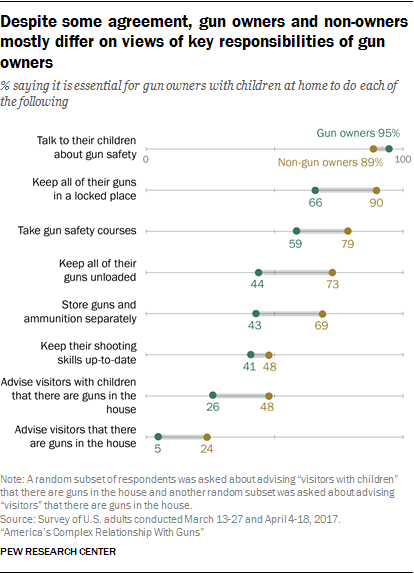 Despite some agreement, gun owners and non-owners
mostly differ on views of key responsibilities of gun
owners
% saying it is essential for gun owners with children at home to do each of
the following
Gun owners 95%
Talk to their children
about gun safety
0
100
Non-gun owners 89%
Keep all of their guns
in a locked place
66
90
Take gun safety courses
59
79
Keep all of their
guns unloaded
44
73
Store guns and
ammunition separately
43
69
Keep their shooting
skills up-to-date
41
48
Advise visitors with children
that there are guns in the
house
26
48
Advise visitors that there
are guns in the house
5
24
Note: A random subset of respondents was asked about advising “visitors with children”
that there are guns in the house and another random subset was asked about advising
“visitors” that there are guns in the house.
Source: Survey of U.S. adults conducted March 13-27 and April 4-18, 2017.
“America’s Complex Relationship With Guns”
PEW RESEARCH CENTER